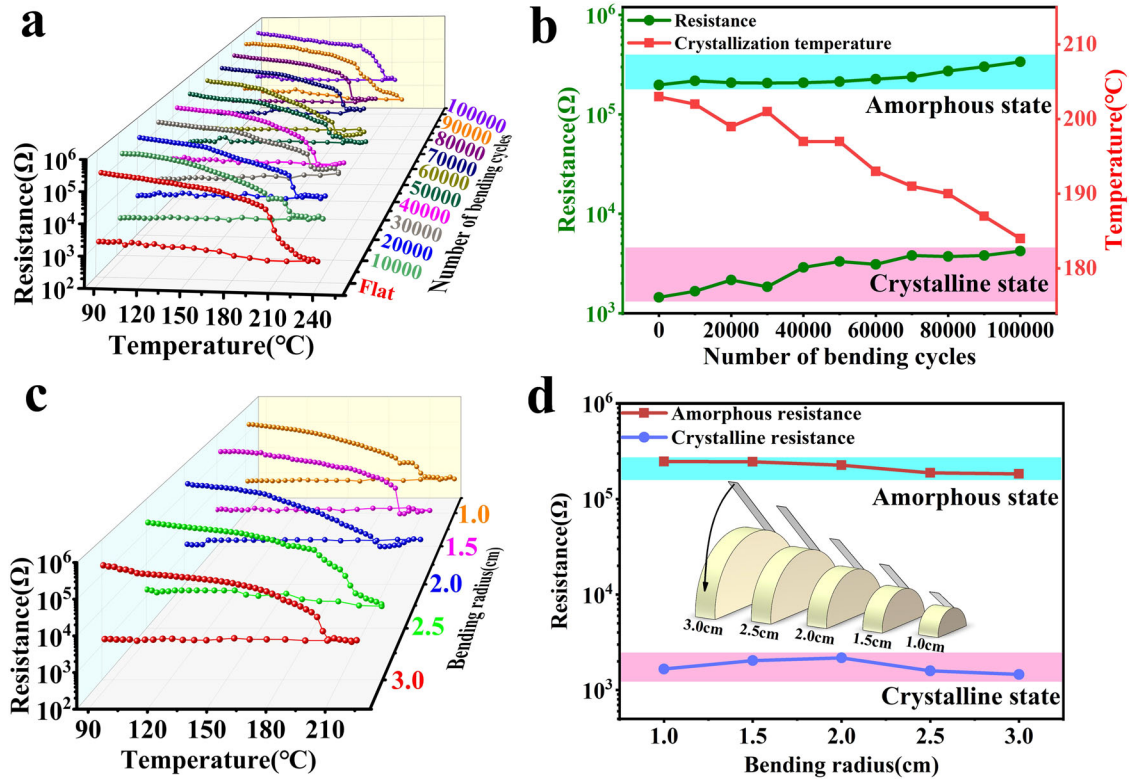 a
Resistance(Ω)
10⁶
10⁵
10⁴
10³
10²
90 120 150 180 210 240
Temperature(°C)
Flat
10000
20000
30000
40000
50000
60000
70000
80000
90000
100000
Number of bending cycles
b
Resistance
Crystallization temperature
Amorphous state
Crystalline state
Resistance(Ω)
10⁶
10⁵
10⁴
10³
0 20000 40000 60000 80000 100000
Number of bending cycles
210
200
190
180
Temperature(°C)
c
Resistance(Ω)
10⁶
10⁵
10⁴
10³
10²
90 120 150 180 210
Temperature(°C)
1.0
1.5
2.0
2.5
3.0
Bending radius(cm)
d
Amorphous resistance
Crystalline resistance
Amorphous state
3.0cm 2.5cm 2.0cm 1.5cm 1.0cm
Crystalline state
Resistance(Ω)
10⁶
10⁵
10⁴
10³
1.0 1.5 2.0 2.5 3.0
Bending radius(cm)